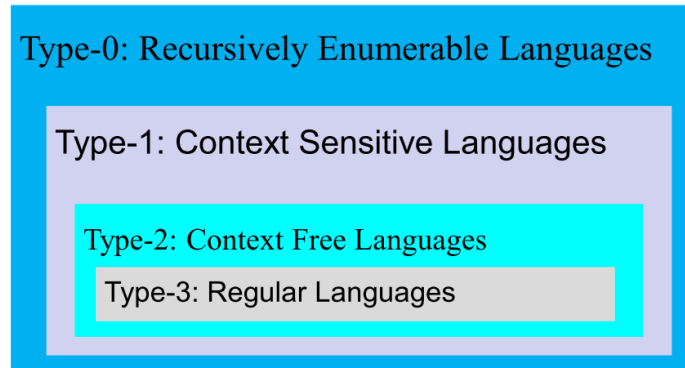 Type-0: Recursively Enumerable Languages
Type-1: Context Sensitive Languages
Type-2: Context Free Languages
Type-3: Regular Languages